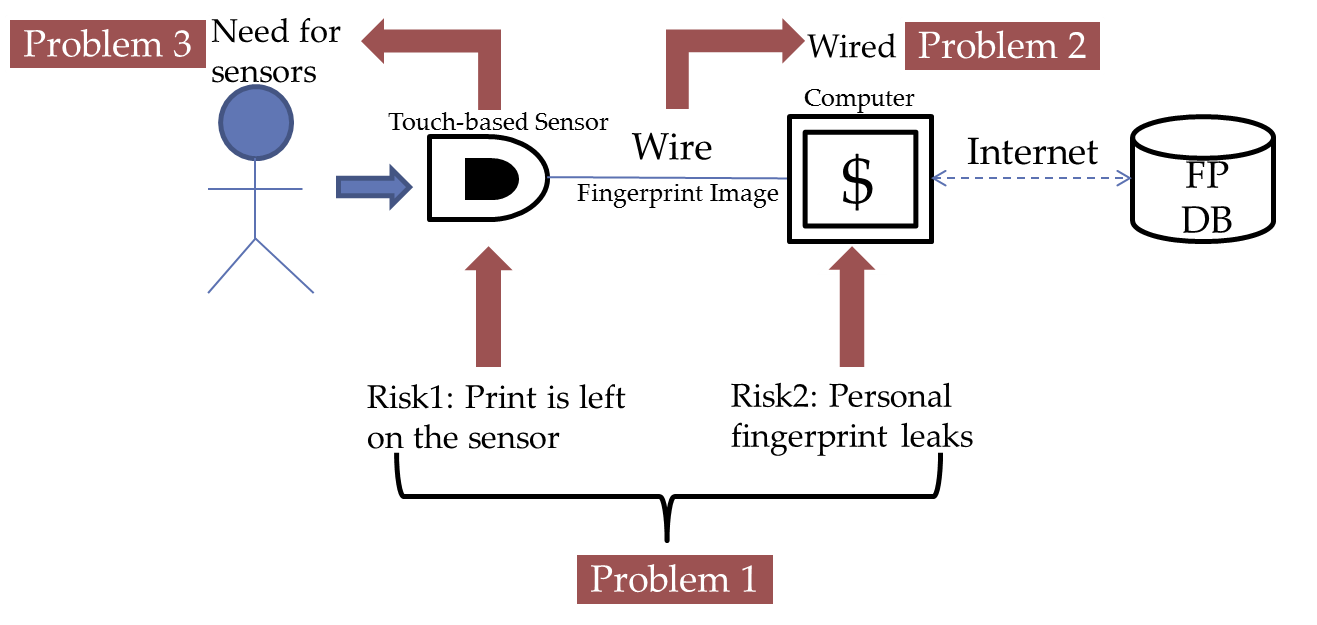 Problem 3
Need for
sensors
Wired
Problem 2
Computer
Touch-based Sensor
Wire
Fingerprint Image
$
Internet
FP
DB
Risk1: Print is left
on the sensor
Risk2: Personal
fingerprint leaks
Problem 1